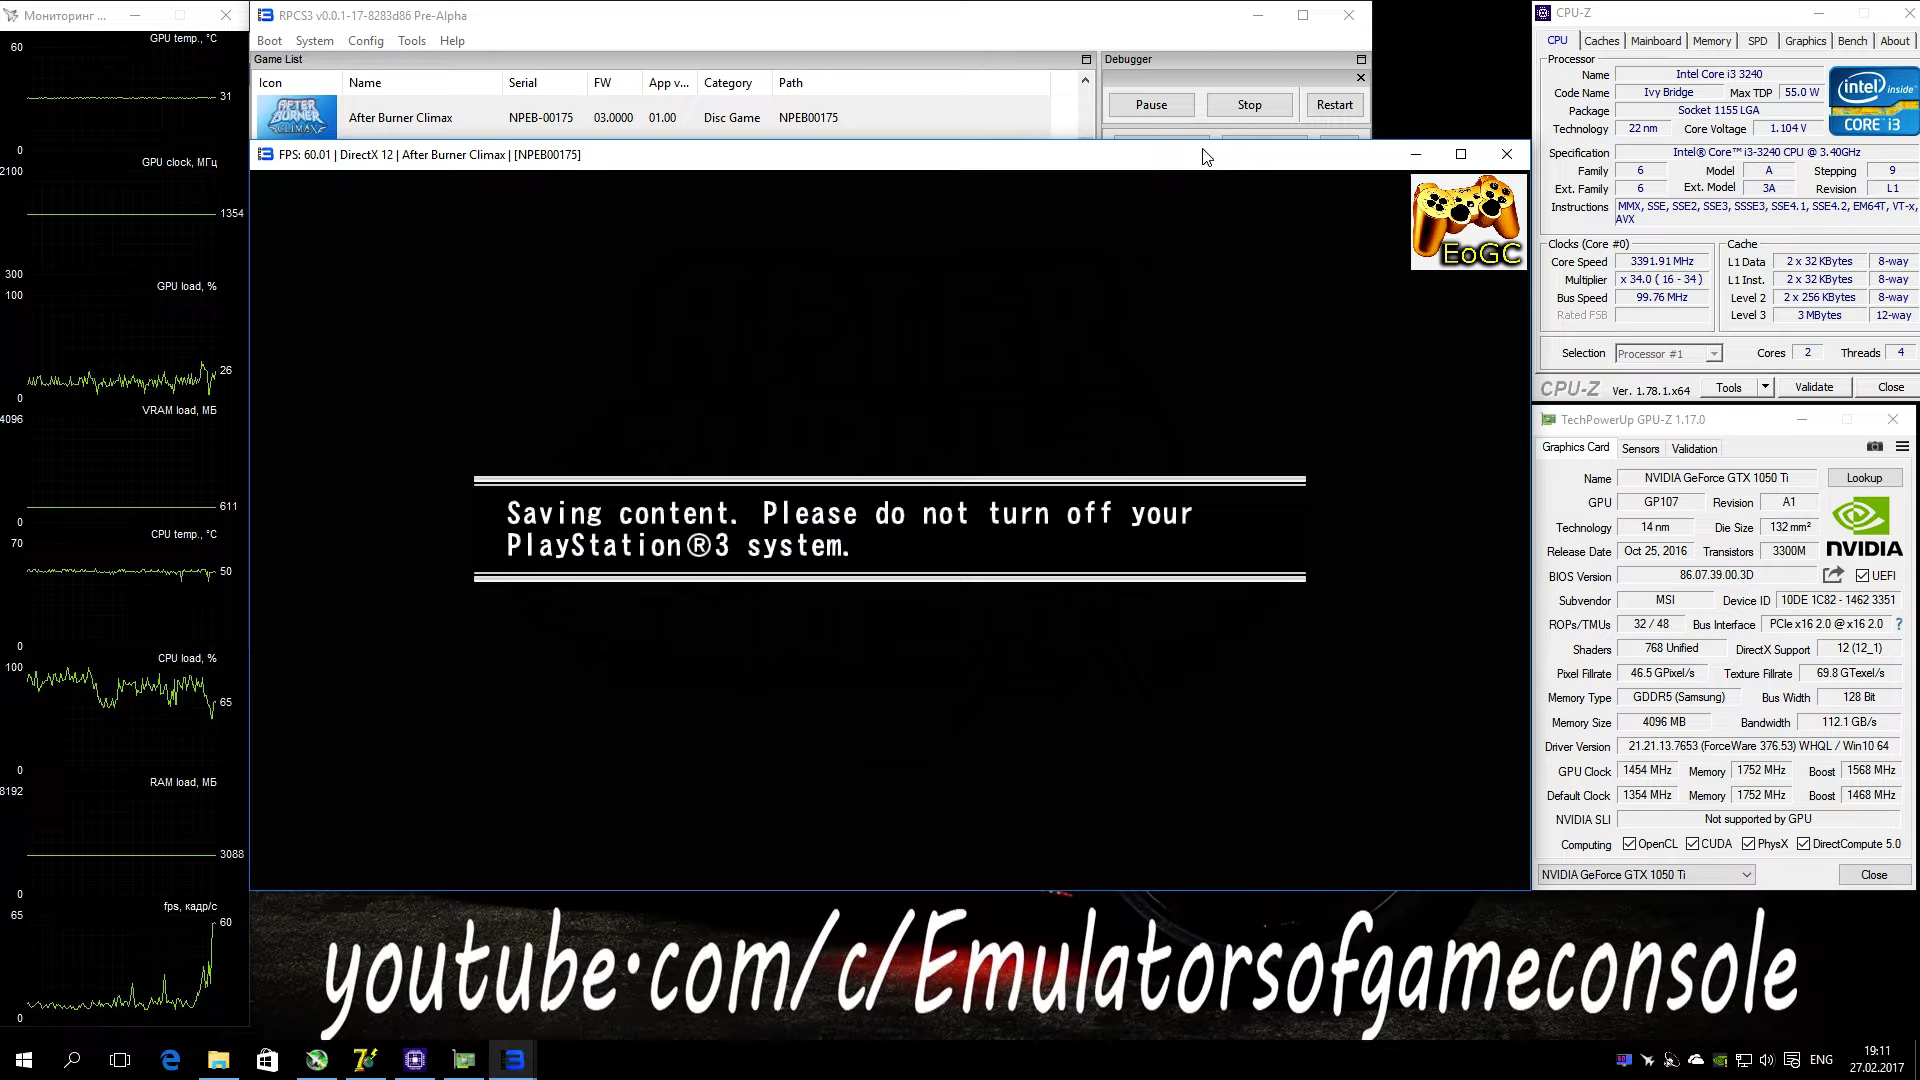 Мониторинг ...
GPU temp., °C
60
31
0
GPU clock, МГц
2100
1354
300
GPU load, %
100
26
0
VRAM load, МБ
4096
611
0
CPU temp., °C
70
50
0
CPU load, %
100
65
0
RAM load, МБ
8192
3088
0
fps, кадр/с
65
60
0
RPCS3 v0.0.1-17-8283d86 Pre-Alpha
Boot System Config Tools Help
Game List
Icon Name Serial FW App v... Category Path
AFTER BURNER CLIMAX
After Burner Climax NPEB-00175 03.0000 01.00 Disc Game NPEB00175
Debugger
Pause Stop Restart
FPS: 60.01 | DirectX 12 | After Burner Climax | [NPEB00175]
EoGC
Saving content. Please do not turn off your
PlayStation®3 system.
CPU-Z
CPU Caches Mainboard Memory SPD Graphics Bench About
Processor
Name Intel Core i3 3240
Code Name Ivy Bridge Max TDP 55.0 W
Package Socket 1155 LGA
Technology 22 nm Core Voltage 1.104 V
intel inside CORE i3
Specification Intel® Core™ i3-3240 CPU @ 3.40GHz
Family 6 Model A Stepping 9
Ext. Family 6 Ext. Model 3A Revision L1
Instructions MMX, SSE, SSE2, SSE3, SSSE3, SSE4.1, SSE4.2, EM64T, VT-x,
AVX
Clocks (Core #0)
Core Speed 3391.91 MHz
Multiplier x 34.0 ( 16 - 34 )
Bus Speed 99.76 MHz
Rated FSB
Cache
L1 Data 2 x 32 KBytes 8-way
L1 Inst. 2 x 32 KBytes 8-way
Level 2 2 x 256 KBytes 8-way
Level 3 3 MBytes 12-way
Selection Processor #1 Cores 2 Threads 4
CPU-Z Ver. 1.78.1.x64 Tools Validate Close
TechPowerUp GPU-Z 1.17.0
Graphics Card Sensors Validation
Name NVIDIA GeForce GTX 1050 Ti Lookup
GPU GP107 Revision A1
Technology 14 nm Die Size 132 mm²
Release Date Oct 25, 2016 Transistors 3300M
NVIDIA
BIOS Version 86.07.39.00.3D UEFI
Subvendor MSI Device ID 10DE 1C82 - 1462 3351
ROPs/TMUs 32 / 48 Bus Interface PCIe x16 2.0 @ x16 2.0 ?
Shaders 768 Unified DirectX Support 12 (12_1)
Pixel Fillrate 46.5 GPixel/s Texture Fillrate 69.8 GTexel/s
Memory Type GDDR5 (Samsung) Bus Width 128 Bit
Memory Size 4096 MB Bandwidth 112.1 GB/s
Driver Version 21.21.13.7653 (ForceWare 376.53) WHQL / Win10 64
GPU Clock 1454 MHz Memory 1752 MHz Boost 1568 MHz
Default Clock 1354 MHz Memory 1752 MHz Boost 1468 MHz
NVIDIA SLI Not supported by GPU
Computing OpenCL CUDA PhysX DirectCompute 5.0
NVIDIA GeForce GTX 1050 Ti Close
youtube.com/c/Emulatorsofgameconsole
ENG
19:11
27.02.2017